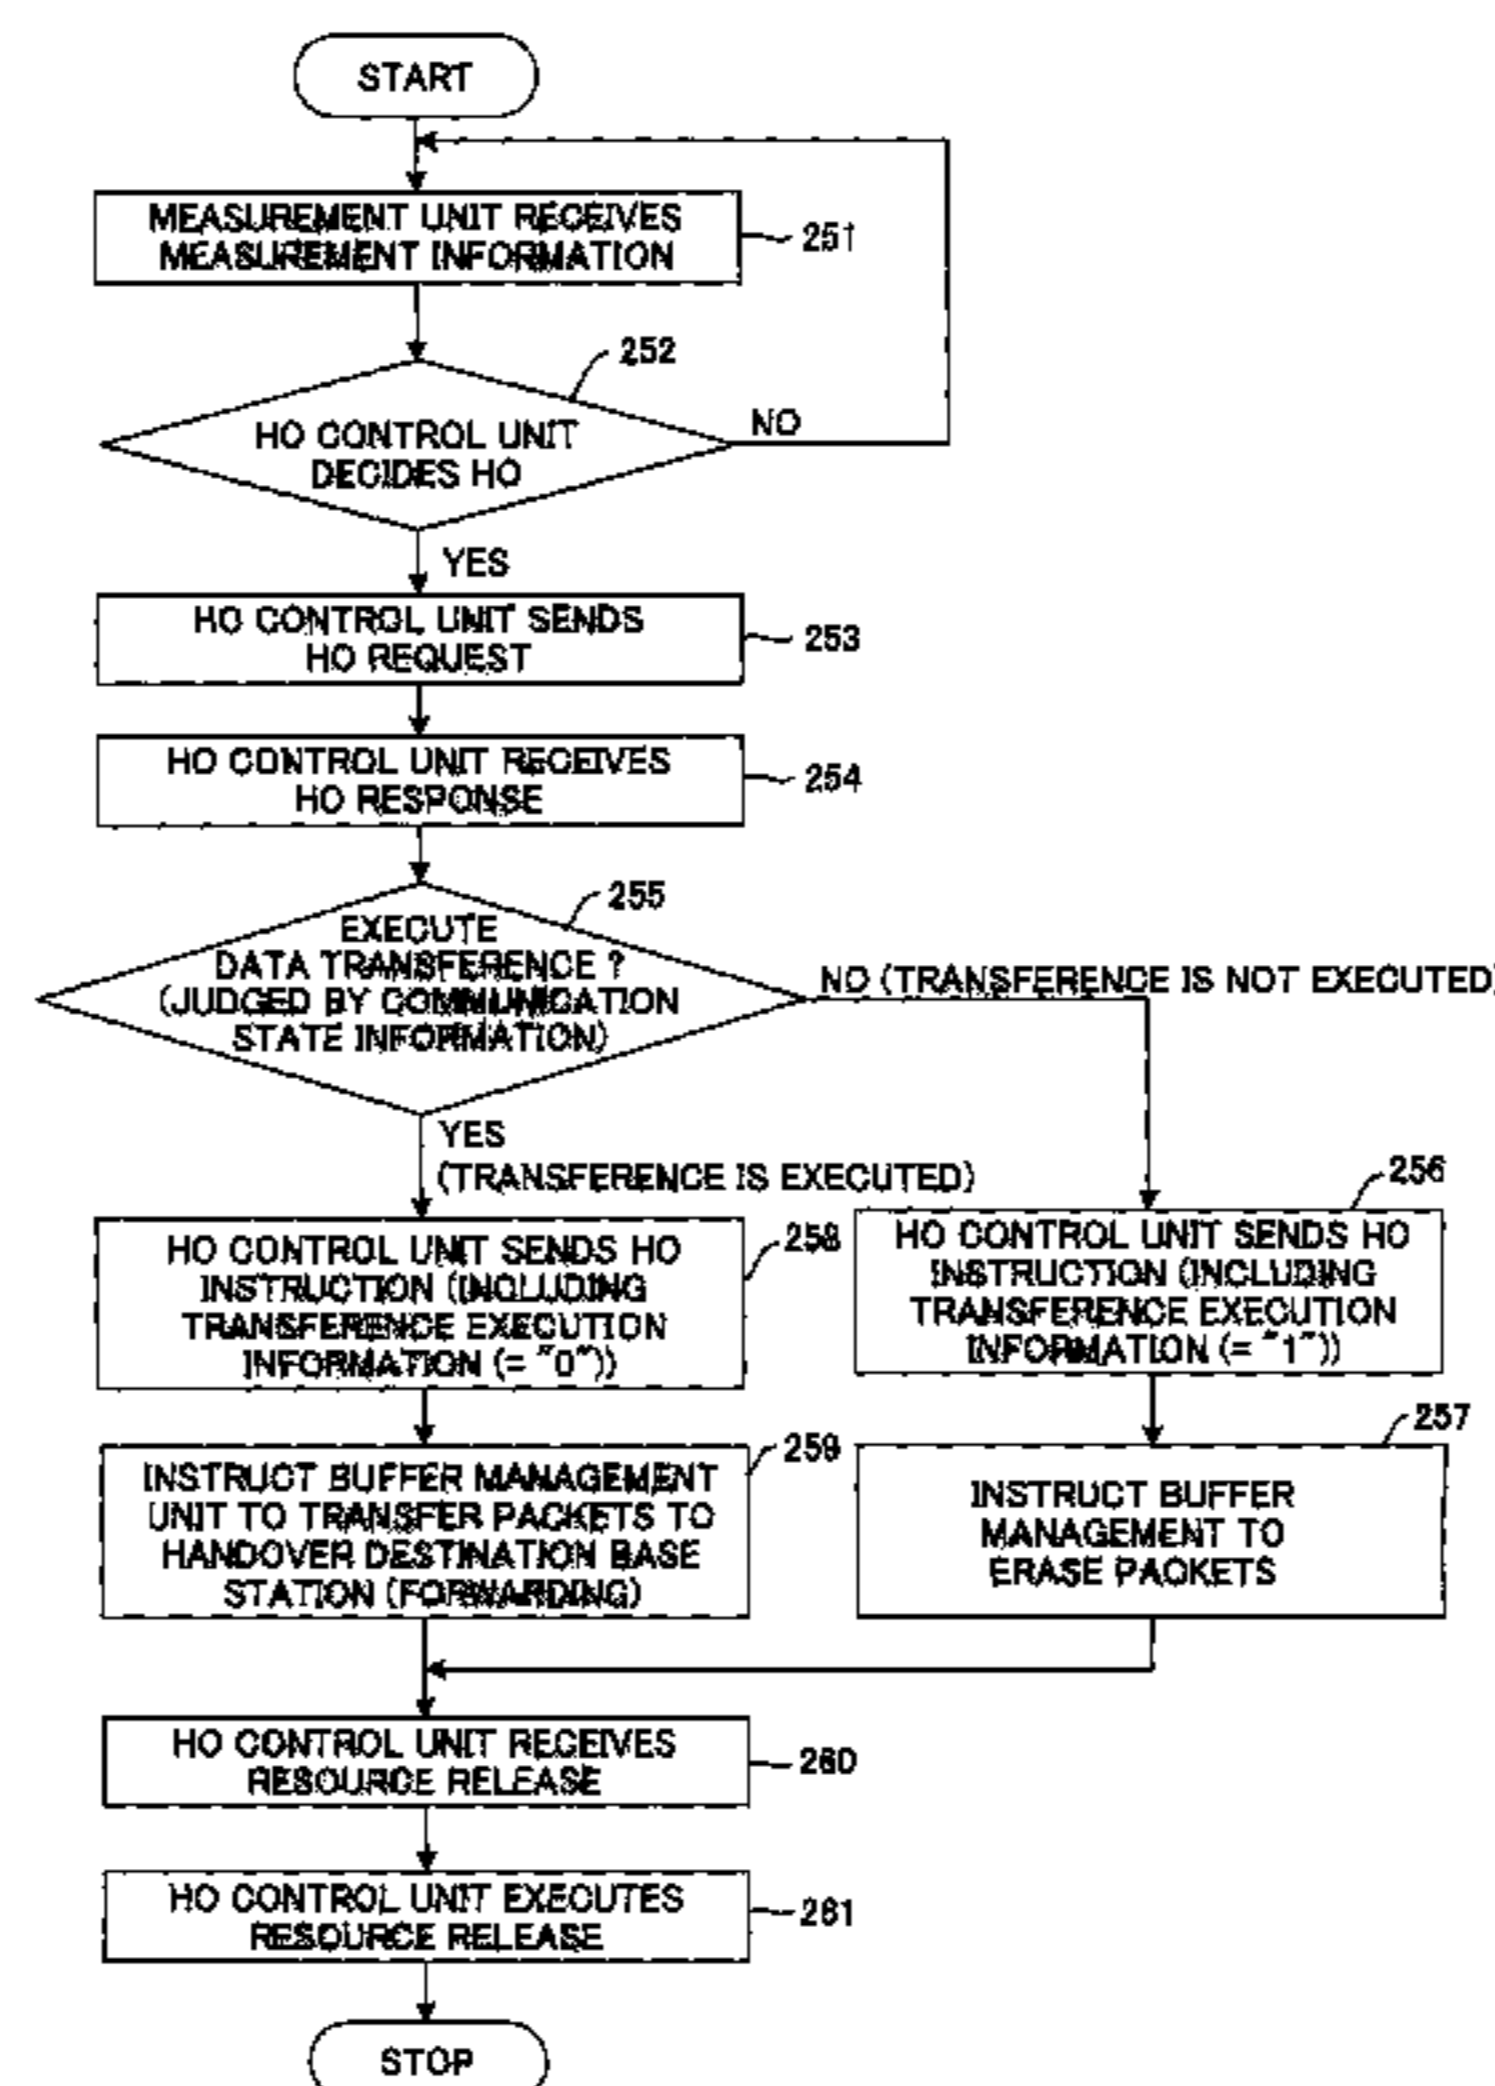 START
MEASUREMENT UNIT RECEIVES
MEASUREMENT INFORMATION
251
252
HO CONTROL UNIT
DECIDES HO
NO
YES
HO CONTROL UNIT SENDS
HO REQUEST
253
HO CONTROL UNIT RECEIVES
HO RESPONSE
254
255
EXECUTE
DATA TRANSFERENCE ?
(JUDGED BY COMMUNICATION
STATE INFORMATION)
NO (TRANSFERENCE IS NOT EXECUTED)
YES
(TRANSFERENCE IS EXECUTED)
258
HO CONTROL UNIT SENDS HO
INSTRUCTION (INCLUDING
TRANSFERENCE EXECUTION
INFORMATION (= "0"))
256
HO CONTROL UNIT SENDS HO
INSTRUCTION (INCLUDING
TRANSFERENCE EXECUTION
INFORMATION (= "1"))
259
INSTRUCT BUFFER MANAGEMENT
UNIT TO TRANSFER PACKETS TO
HANDOVER DESTINATION BASE
STATION (FORWARDING)
257
INSTRUCT BUFFER
MANAGEMENT TO
ERASE PACKETS
HO CONTROL UNIT RECEIVES
RESOURCE RELEASE
260
HO CONTROL UNIT EXECUTES
RESOURCE RELEASE
261
STOP